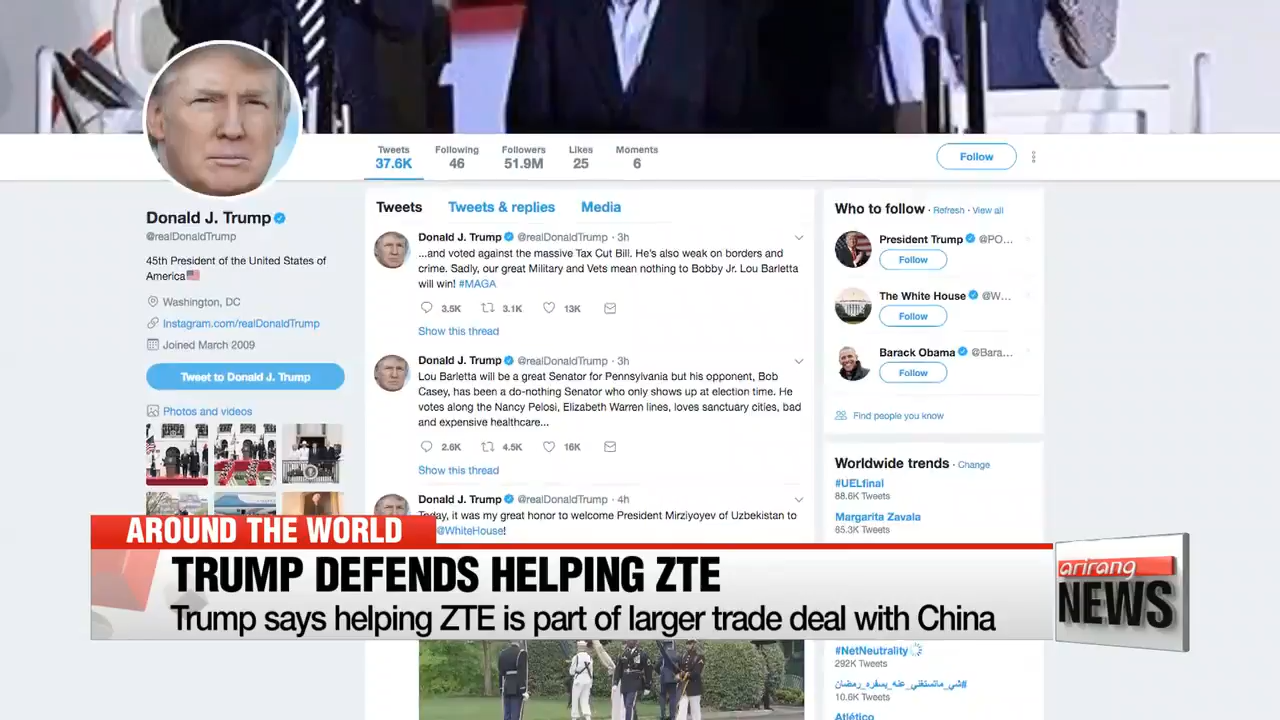 Tweets
37.6K
Following
46
Followers
51.9M
Likes
25
Moments
6
Follow
Donald J. Trump
@realDonaldTrump
45th President of the United States of
America
Washington, DC
Instagram.com/realDonaldTrump
Joined March 2009
Tweet to Donald J. Trump
Photos and videos
Tweets Tweets & replies Media
Donald J. Trump @realDonaldTrump · 3h
...and voted against the massive Tax Cut Bill. He's also weak on borders and
crime. Sadly, our great Military and Vets mean nothing to Bobby Jr. Lou Barletta
will win! #MAGA
3.5K 3.1K 13K
Show this thread
Donald J. Trump @realDonaldTrump · 3h
Lou Barletta will be a great Senator for Pennsylvania but his opponent, Bob
Casey, has been a do-nothing Senator who only shows up at election time. He
votes along the Nancy Pelosi, Elizabeth Warren lines, loves sanctuary cities, bad
and expensive healthcare...
2.6K 4.5K 16K
Show this thread
Donald J. Trump @realDonaldTrump · 4h
Today, it was my great honor to welcome President Mirziyoyev of Uzbekistan to
@WhiteHouse!
Who to follow · Refresh · View all
President Trump @PO...
Follow
The White House @W...
Follow
Barack Obama @Bara...
Follow
Find people you know
Worldwide trends · Change
#UELfinal
88.6K Tweets
Margarita Zavala
85.3K Tweets
#NetNeutrality
292K Tweets
#شي_ماتستغني_عنه_بسفره_رمضان
10.6K Tweets
Atlético
AROUND THE WORLD
TRUMP DEFENDS HELPING ZTE
Trump says helping ZTE is part of larger trade deal with China
arirang
NEWS